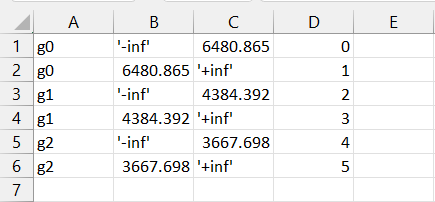 A B C D E
1 g0 '-inf' 6480.865 0
2 g0 6480.865 '+inf' 1
3 g1 '-inf' 4384.392 2
4 g1 4384.392 '+inf' 3
5 g2 '-inf' 3667.698 4
6 g2 3667.698 '+inf' 5
7